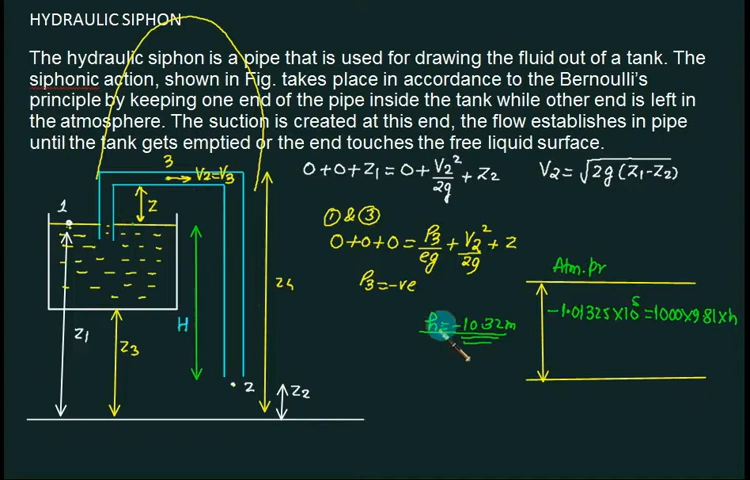 HYDRAULIC SIPHON
The hydraulic siphon is a pipe that is used for drawing the fluid out of a tank. The
siphonic action, shown in Fig. takes place in accordance to the Bernoulli's
principle by keeping one end of the pipe inside the tank while other end is left in
the atmosphere. The suction is created at this end, the flow establishes in pipe
until the tank gets emptied or the end touches the free liquid surface.
3
V2=V3
0+0+Z1=0+V2²/2g+Z2
V2=√2g(Z1-Z2)
1
Z
① & ③
0+0+0=P3/ρg+V2²/2g+Z
P3=-ve
Atm.Pr
-1.01325×10⁵=1000×9.81×h
h=-10.32m
Z4
H
Z1
Z3
2
Z2